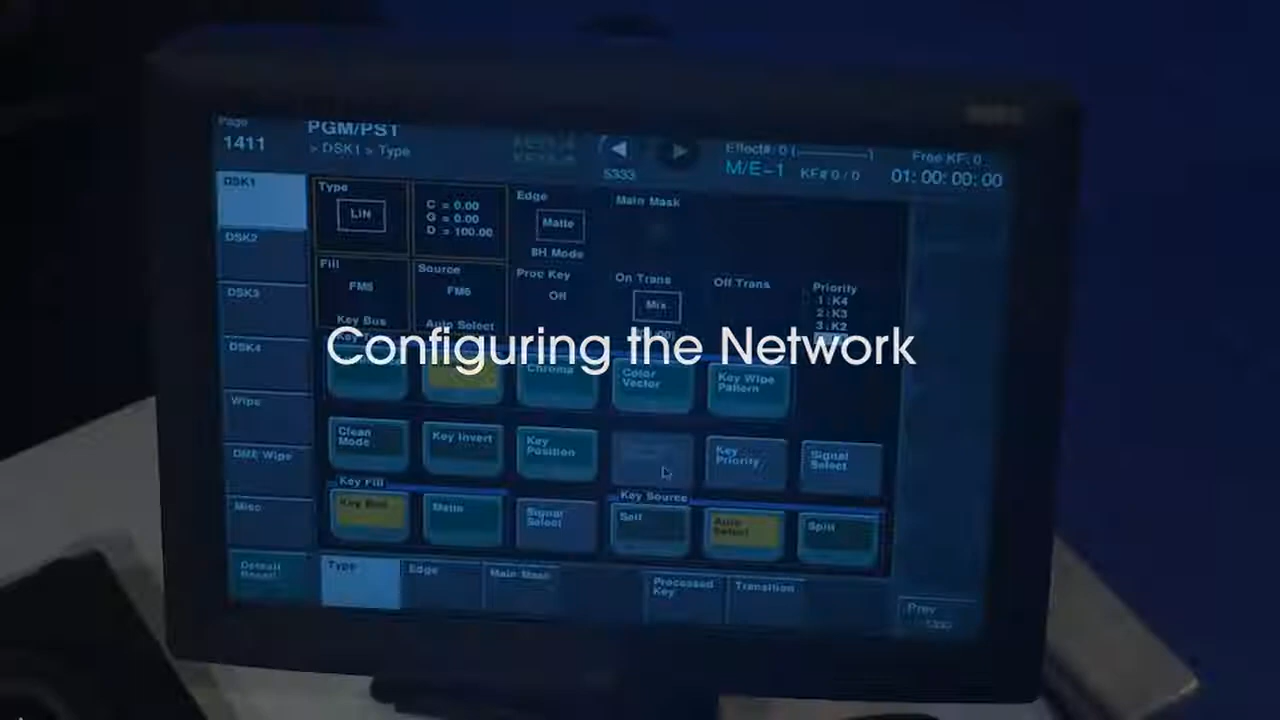 Page
1411
PGM/PST
> DSK1 > Type
S333
Effect#: 0
M/E-1
KF# 0 / 0
Free KF: 0
01: 00: 00: 00
DSK1
DSK2
DSK3
DSK4
Wipe
DME Wipe
Misc
Default
Recall
Type
LIN
C = 0.00
G = 0.00
D = 100.00
Edge
Matte
BH Mode
Main Mask
Fill
FM5
Key Bus
Source
FM6
Auto Select
Proc Key
Off
On Trans
Mix
Off Trans
Priority
1 : K4
2 : K3
3 : K2
Configuring the Network
Chroma
Color
Vector
Key Wipe
Pattern
Clean
Mode
Key Invert
Key
Position
Key
Priority
Signal
Select
Key Fill
Key Bus
Matte
Signal
Select
Key Source
Self
Auto
Select
Split
Type
Edge
Main Mask
Processed
Key
Transition
Prev